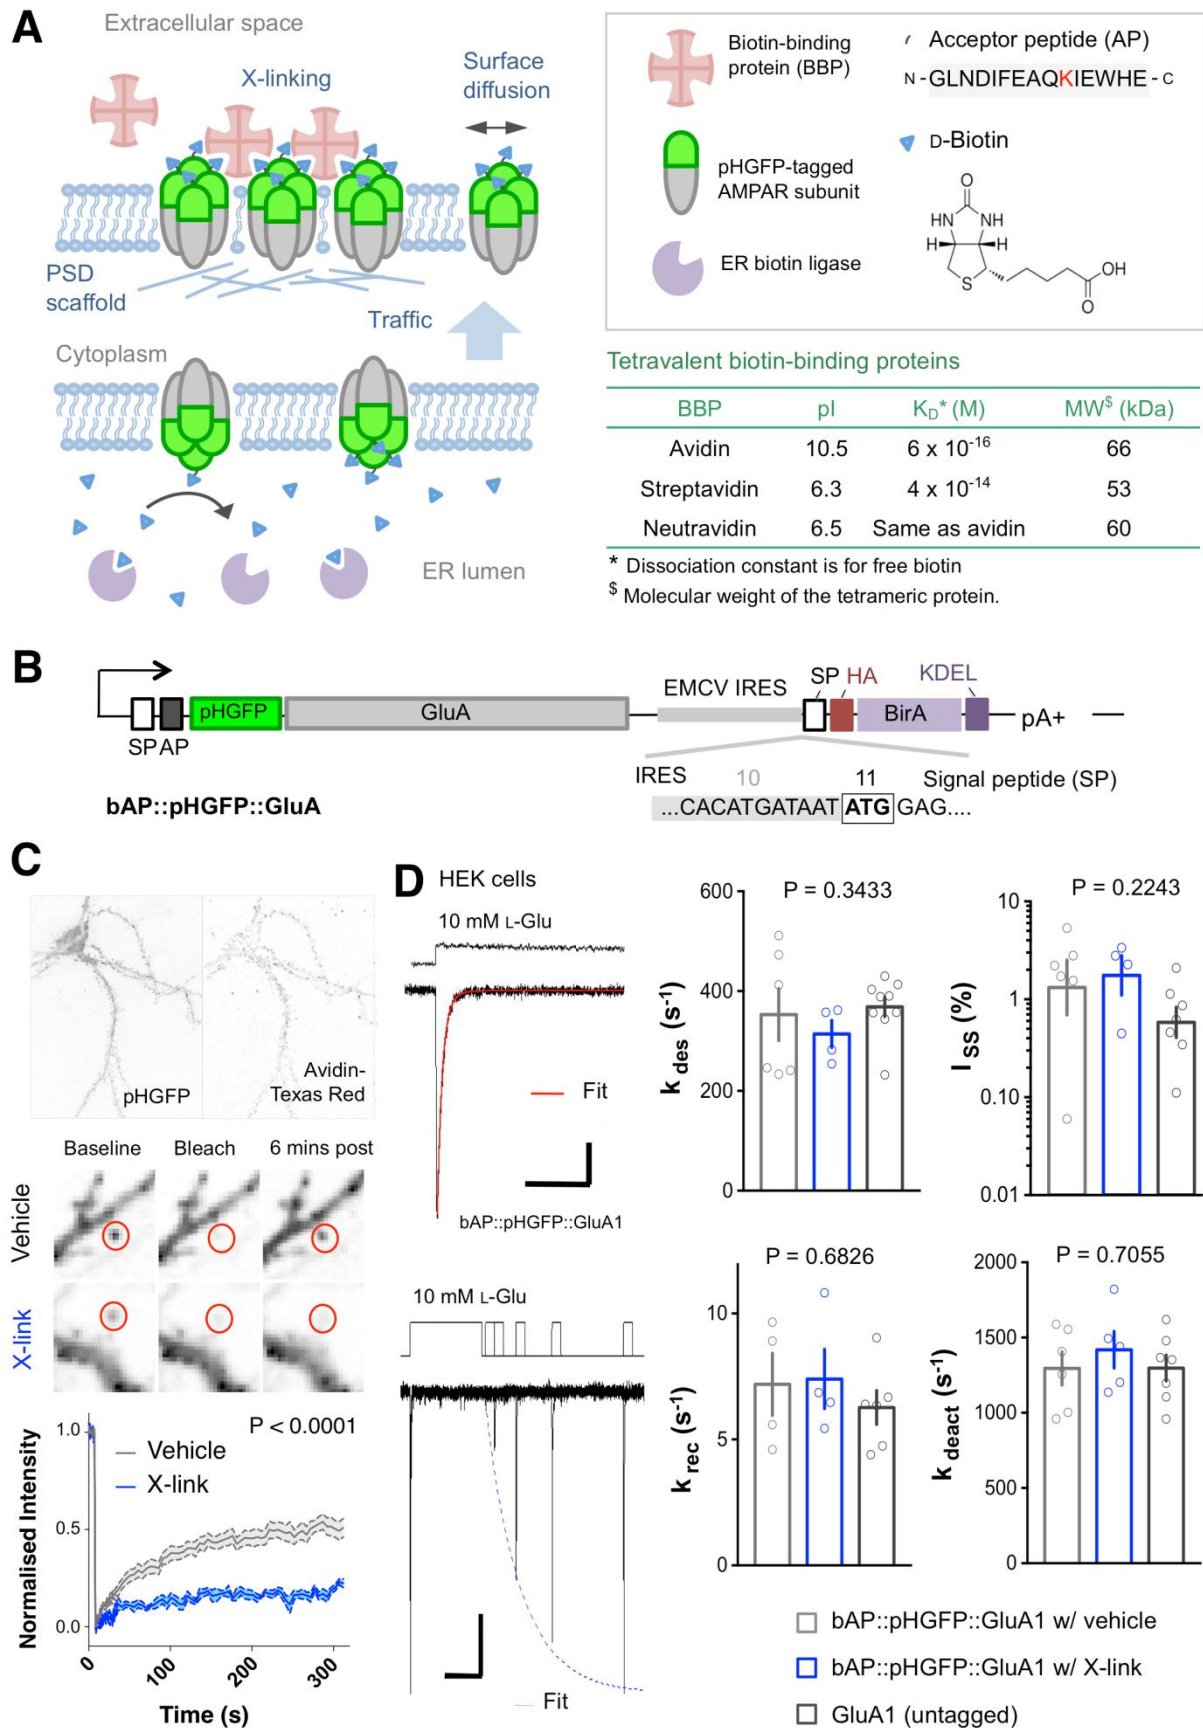 A
Extracellular space
X-linking
Surface
diffusion
PSD
scaffold
Traffic
Cytoplasm
ER lumen
Biotin-binding
protein (BBP)
Acceptor peptide (AP)
N - GLNDIFEAQKIEWHE - C
pHGFP-tagged
AMPAR subunit
D-Biotin
O
HN NH
H H
S
OH
O
ER biotin ligase
Tetravalent biotin-binding proteins
BBP pI K_D* (M) MW$ (kDa)
Avidin 10.5 6 x 10^-16 66
Streptavidin 6.3 4 x 10^-14 53
Neutravidin 6.5 Same as avidin 60
* Dissociation constant is for free biotin
$ Molecular weight of the tetrameric protein.
B
SP AP pHGFP GluA EMCV IRES SP HA BirA KDEL pA+
IRES 10 11 Signal peptide (SP)
...CACATGATAAT ATG GAG....
bAP::pHGFP::GluA
C
pHGFP
Avidin-
Texas Red
Baseline Bleach 6 mins post
Vehicle
X-link
P < 0.0001
Vehicle
X-link
Normalised Intensity
1.0
0.5
0.0
0 100 200 300
Time (s)
D
HEK cells
10 mM L-Glu
Fit
bAP::pHGFP::GluA1
10 mM L-Glu
Fit
P = 0.3433
k des (s-1)
600
400
200
0
P = 0.2243
I SS (%)
10
1
0.10
0.01
P = 0.6826
k rec (s-1)
10
5
0
P = 0.7055
k deact (s-1)
2000
1500
1000
500
0
bAP::pHGFP::GluA1 w/ vehicle
bAP::pHGFP::GluA1 w/ X-link
GluA1 (untagged)